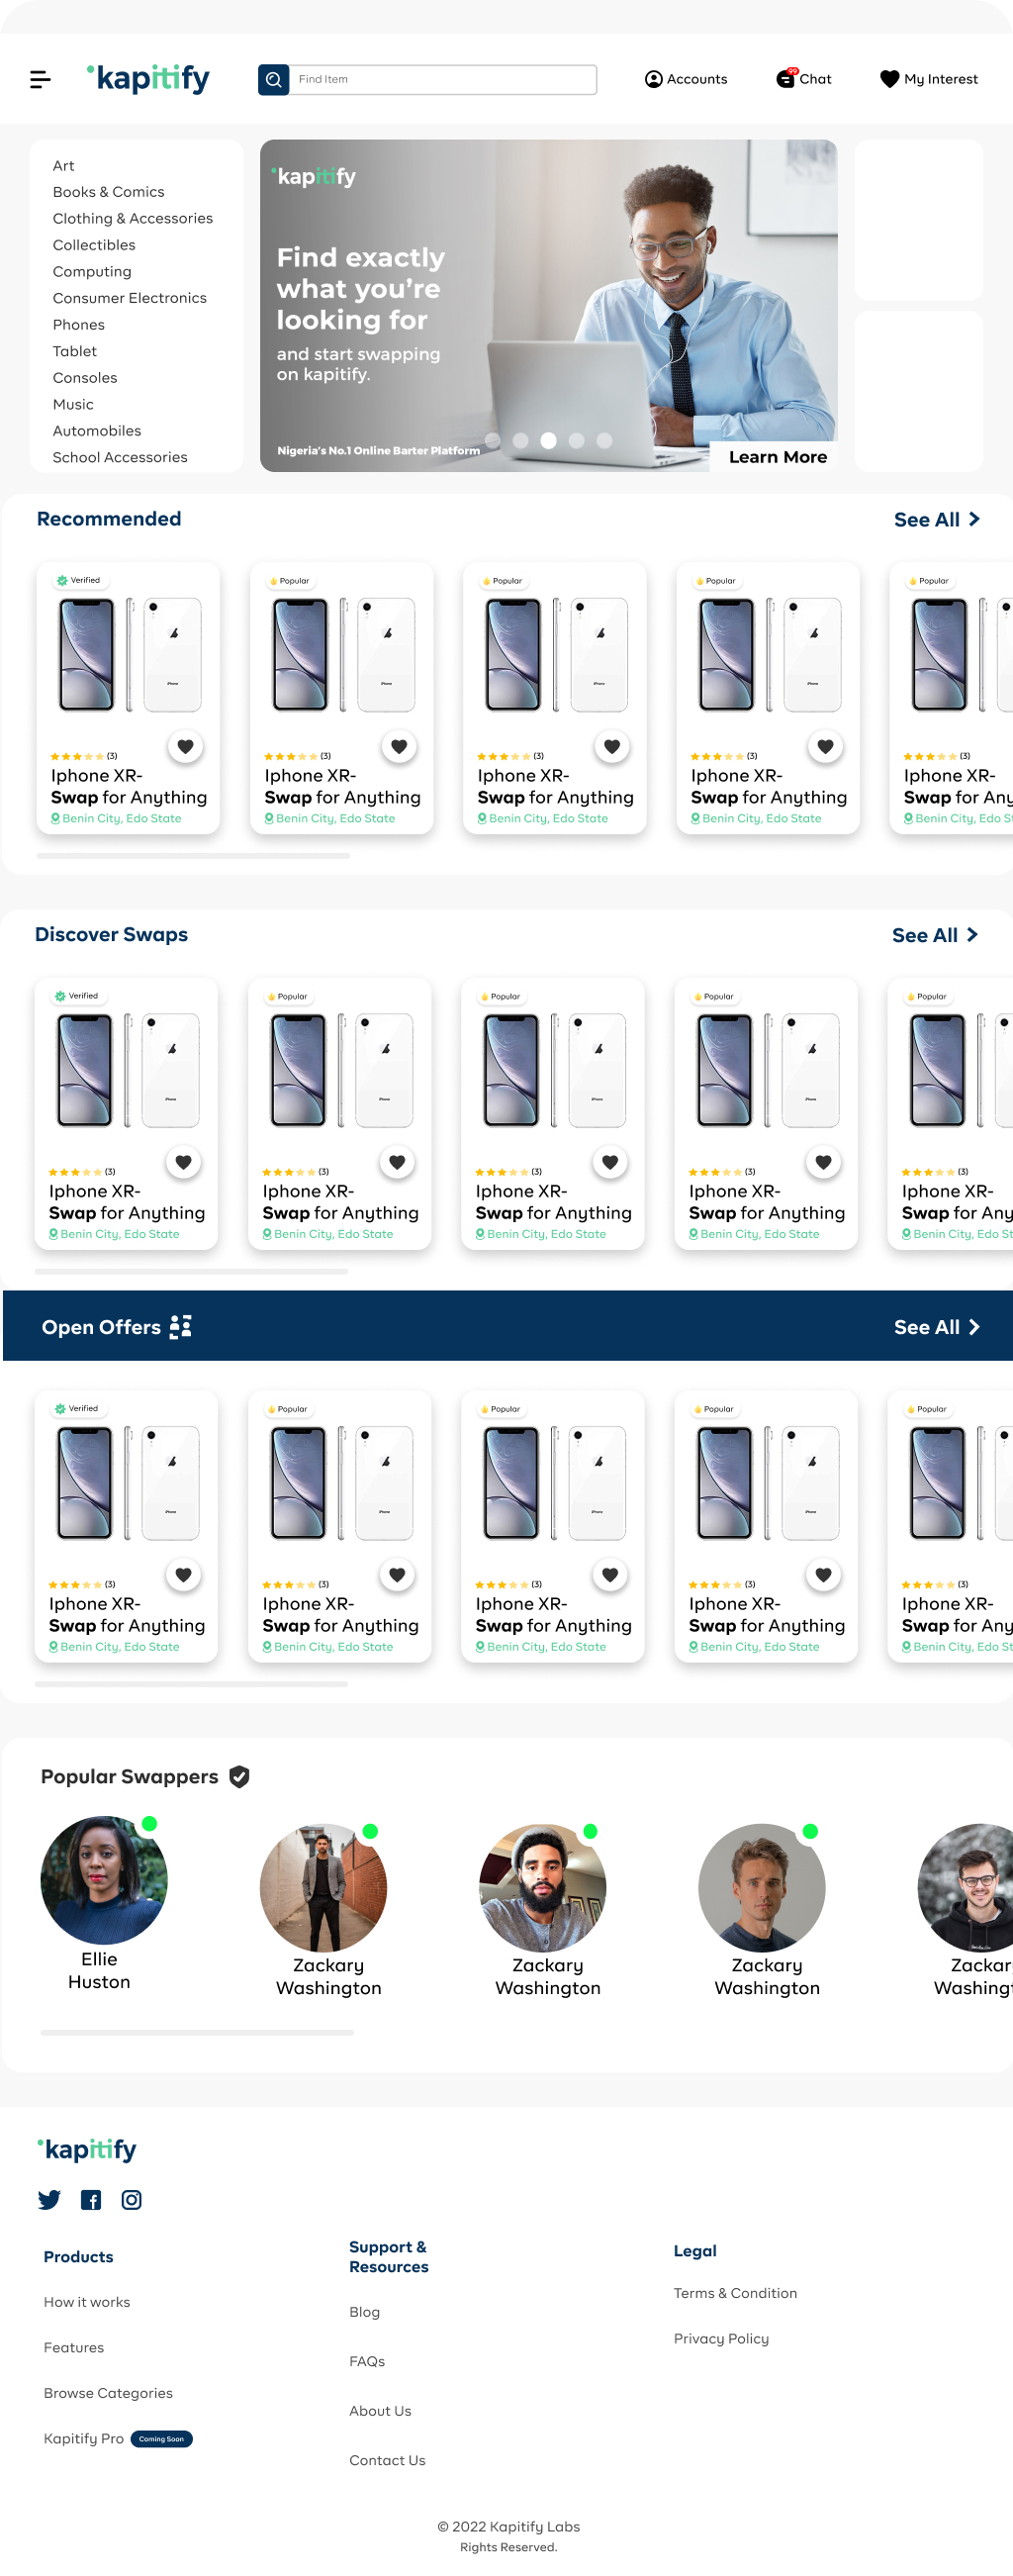 kapitify
Find Item
Accounts
99
Chat
My Interest
Art
Books & Comics
Clothing & Accessories
Collectibles
Computing
Consumer Electronics
Phones
Tablet
Consoles
Music
Automobiles
School Accessories
kapitify
Find exactly
what you’re
looking for
and start swapping
on kapitify.
Nigeria's No.1 Online Barter Platform
Learn More
Recommended
See All
Verified
iPhone
(3)
Iphone XR-
Swap for Anything
Benin City, Edo State
Popular
iPhone
(3)
Iphone XR-
Swap for Anything
Benin City, Edo State
Popular
iPhone
(3)
Iphone XR-
Swap for Anything
Benin City, Edo State
Popular
iPhone
(3)
Iphone XR-
Swap for Anything
Benin City, Edo State
Popular
(3)
Iphone XR-
Swap for Any
Benin City, Edo St
Discover Swaps
See All
Verified
iPhone
(3)
Iphone XR-
Swap for Anything
Benin City, Edo State
Popular
iPhone
(3)
Iphone XR-
Swap for Anything
Benin City, Edo State
Popular
iPhone
(3)
Iphone XR-
Swap for Anything
Benin City, Edo State
Popular
iPhone
(3)
Iphone XR-
Swap for Anything
Benin City, Edo State
Popular
(3)
Iphone XR-
Swap for Any
Benin City, Edo St
Open Offers
See All
Verified
iPhone
(3)
Iphone XR-
Swap for Anything
Benin City, Edo State
Popular
iPhone
(3)
Iphone XR-
Swap for Anything
Benin City, Edo State
Popular
iPhone
(3)
Iphone XR-
Swap for Anything
Benin City, Edo State
Popular
iPhone
(3)
Iphone XR-
Swap for Anything
Benin City, Edo State
Popular
(3)
Iphone XR-
Swap for Any
Benin City, Edo St
Popular Swappers
Ellie
Huston
Zackary
Washington
Zackary
Washington
Zackary
Washington
Zackar
Washingt
kapitify
Products
How it works
Features
Browse Categories
Kapitify Pro
Coming Soon
Support &
Resources
Blog
FAQs
About Us
Contact Us
Legal
Terms & Condition
Privacy Policy
© 2022 Kapitify Labs
Rights Reserved.